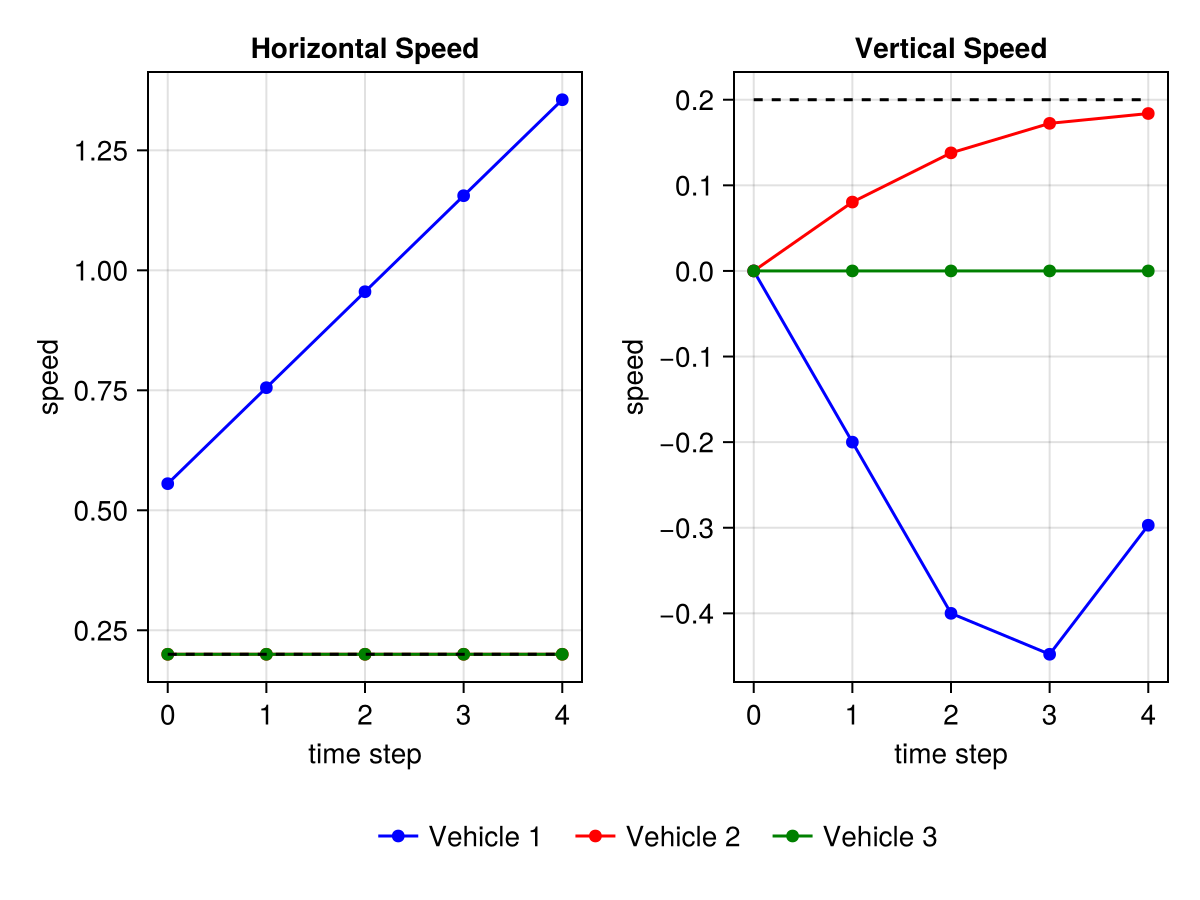 Horizontal Speed
1.25
1.00
0.75
0.50
0.25
speed
0 1 2 3 4
time step
Vertical Speed
0.2
0.1
0.0
−0.1
−0.2
−0.3
−0.4
speed
0 1 2 3 4
time step
Vehicle 1 Vehicle 2 Vehicle 3